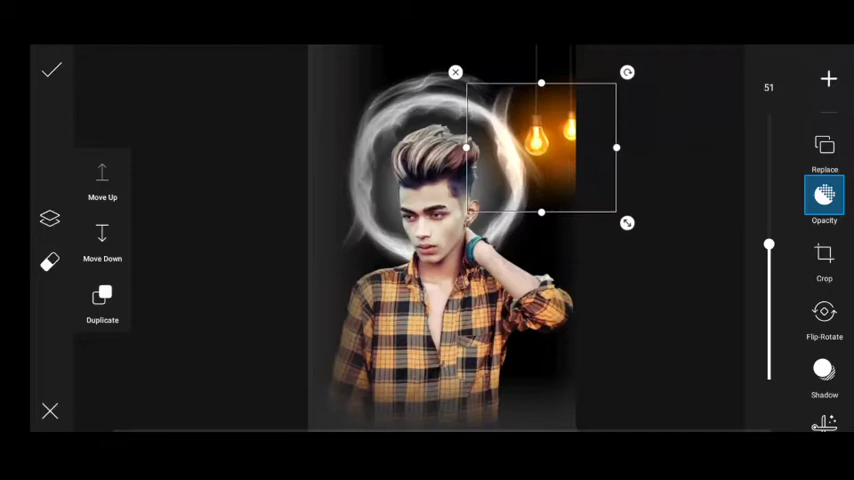 51
Replace
Opacity
Crop
Flip-Rotate
Shadow
Move Up
Move Down
Duplicate